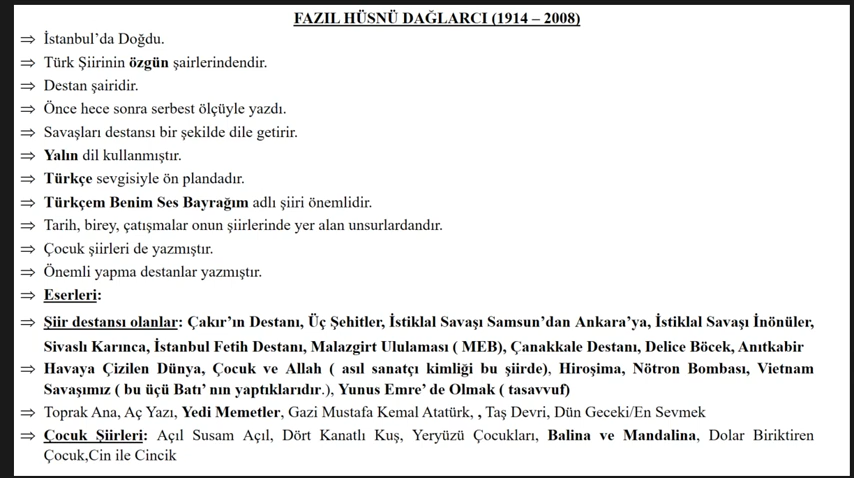 FAZIL HÜSNÜ DAĞLARCI (1914 – 2008)
⇒ İstanbul’da Doğdu.
⇒ Türk Şiirinin özgün şairlerindendir.
⇒ Destan şairidir.
⇒ Önce hece sonra serbest ölçüyle yazdı.
⇒ Savaşları destansı bir şekilde dile getirir.
⇒ Yalın dil kullanmıştır.
⇒ Türkçe sevgisiyle ön plandadır.
⇒ Türkçem Benim Ses Bayrağım adlı şiiri önemlidir.
⇒ Tarih, birey, çatışmalar onun şiirlerinde yer alan unsurlardandır.
⇒ Çocuk şiirleri de yazmıştır.
⇒ Önemli yapma destanlar yazmıştır.
⇒ Eserleri:
⇒ Şiir destansı olanlar: Çakır’ın Destanı, Üç Şehitler, İstiklal Savaşı Samsun’dan Ankara’ya, İstiklal Savaşı İnönüler,
Sivaslı Karınca, İstanbul Fetih Destanı, Malazgirt Ululaması ( MEB), Çanakkale Destanı, Delice Böcek, Anıtkabir
⇒ Havaya Çizilen Dünya, Çocuk ve Allah ( asıl sanatçı kimliği bu şiirde), Hiroşima, Nötron Bombası, Vietnam
Savaşımız ( bu üçü Batı’ nın yaptıklarıdır.), Yunus Emre’ de Olmak ( tasavvuf)
⇒ Toprak Ana, Aç Yazı, Yedi Memetler, Gazi Mustafa Kemal Atatürk, , Taş Devri, Dün Geceki/En Sevmek
⇒ Çocuk Şiirleri: Açıl Susam Açıl, Dört Kanatlı Kuş, Yeryüzü Çocukları, Balina ve Mandalina, Dolar Biriktiren
Çocuk,Cin ile Cincik